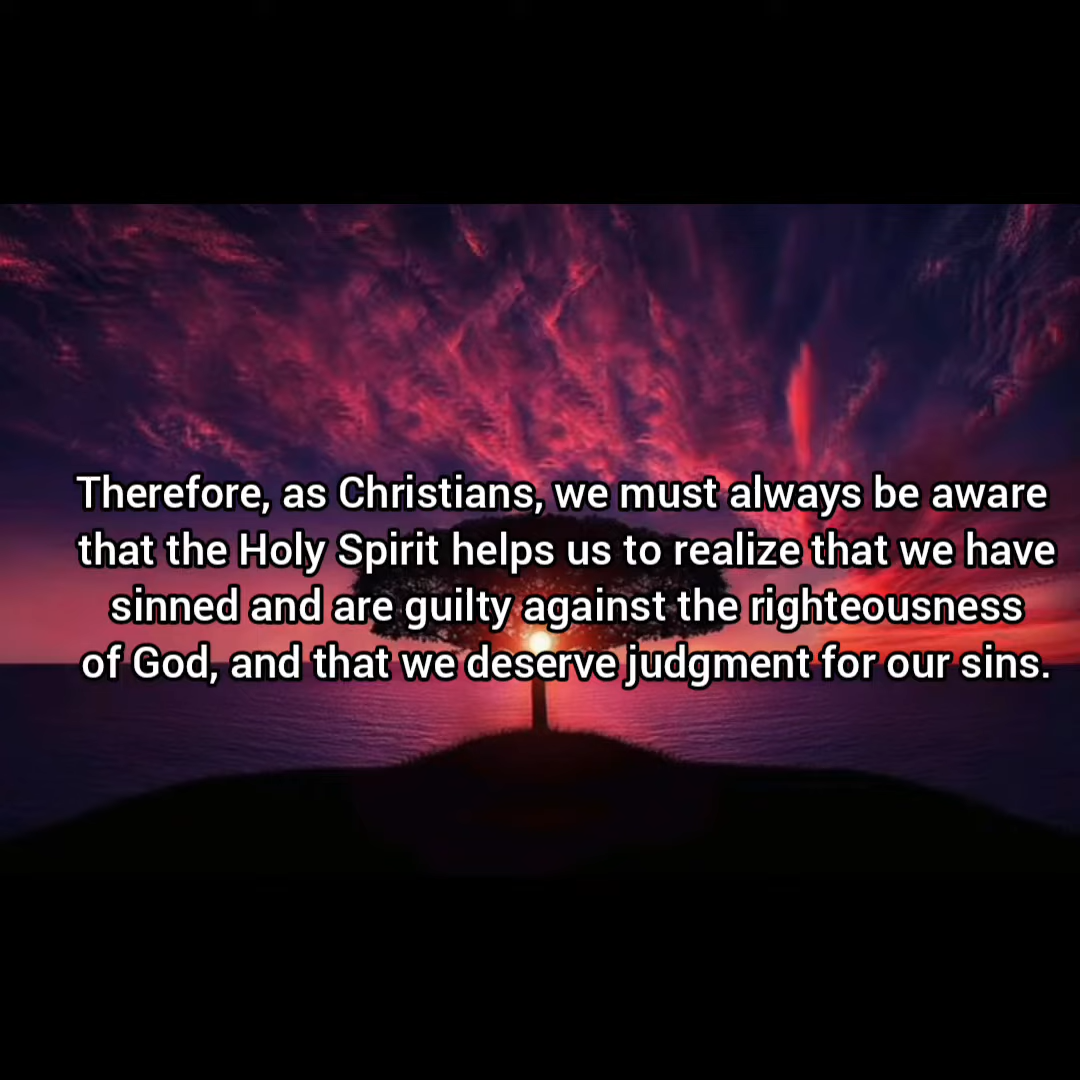 Therefore, as Christians, we must always be aware
that the Holy Spirit helps us to realize that we have
sinned and are guilty against the righteousness
of God, and that we deserve judgment for our sins.